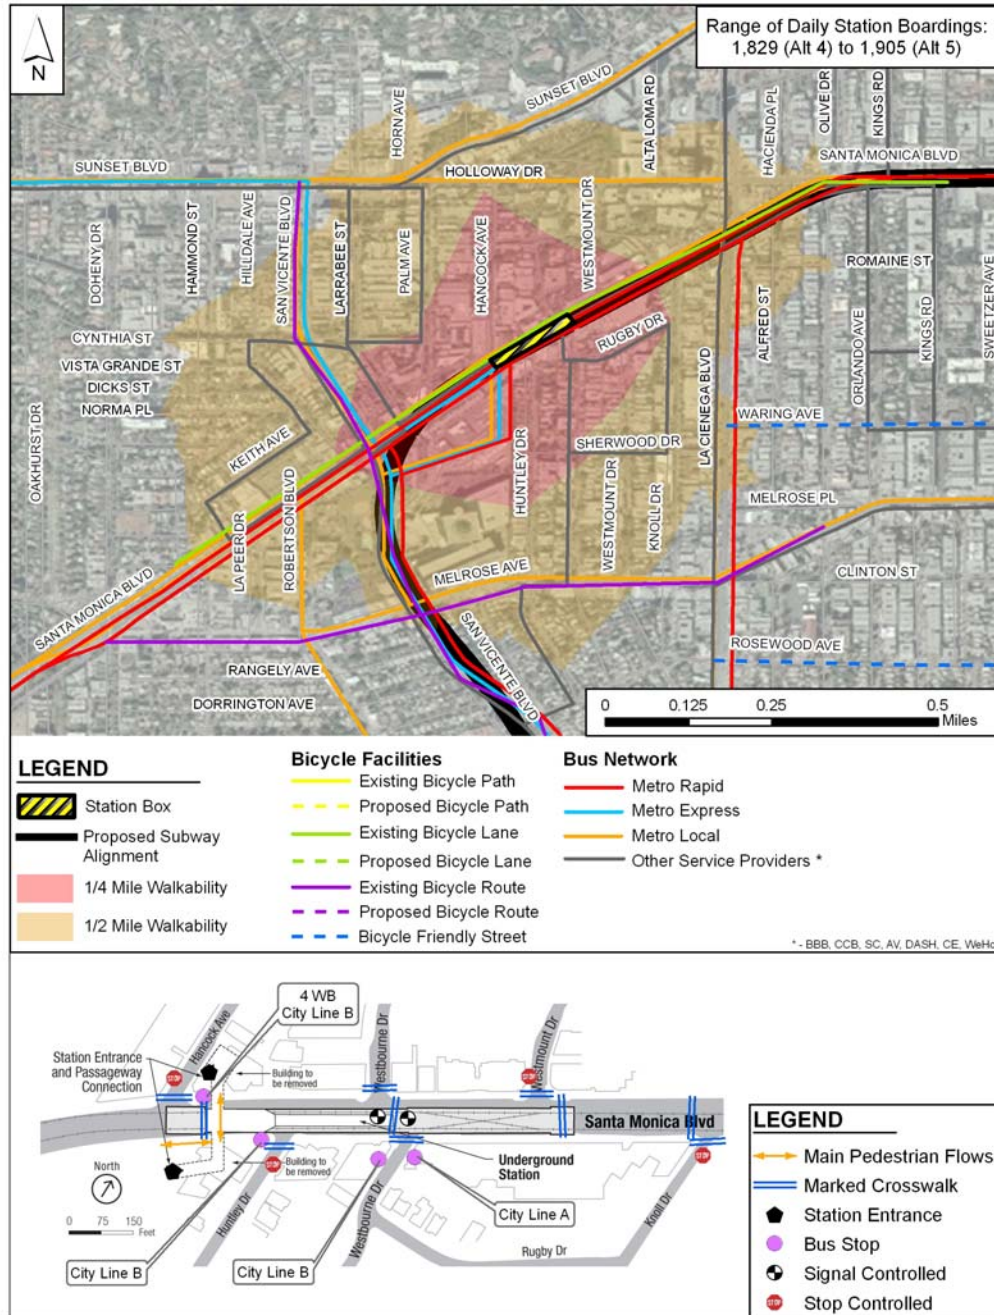 Range of Daily Station Boardings:
1,829 (Alt 4) to 1,905 (Alt 5)
N
SUNSET BLVD
HORN AVE
SUNSET BLVD
ALTA LOMA RD
HACIENDA PL
OLIVE DR
KINGS RD
SANTA MONICA BLVD
HOLLOWAY DR
DOHENY DR
HAMMOND ST
HILLDALE AVE
SAN VICENTE BLVD
LARRABEE ST
PALM AVE
HANCOCK AVE
WESTMOUNT DR
ROMAINE ST
CYNTHIA ST
VISTA GRANDE ST
DICKS ST
NORMA PL
RUGBY DR
LA CIENEGA BLVD
ALFRED ST
ORLANDO AVE
KINGS RD
SWEETZER AVE
OAKHURST DR
KEITH AVE
WARING AVE
SHERWOOD DR
HUNTLEY DR
LA PEER DR
ROBERTSON BLVD
WESTMOUNT DR
KNOLL DR
MELROSE PL
SANTA MONICA BLVD
MELROSE AVE
CLINTON ST
SAN VICENTE BLVD
ROSEWOOD AVE
RANGELY AVE
DORRINGTON AVE
0 0.125 0.25 0.5
Miles
LEGEND
Station Box
Proposed Subway
Alignment
1/4 Mile Walkability
1/2 Mile Walkability
Bicycle Facilities
Existing Bicycle Path
Proposed Bicycle Path
Existing Bicycle Lane
Proposed Bicycle Lane
Existing Bicycle Route
Proposed Bicycle Route
Bicycle Friendly Street
Bus Network
Metro Rapid
Metro Express
Metro Local
Other Service Providers *
* - BBB, CCB, SC, AV, DASH, CE, WeHo
4 WB
City Line B
Station Entrance
and Passageway
Connection
Hancock Ave
STOP
Building to
be removed
Westbourne Dr
STOP
Westmount Dr
Santa Monica Blvd
North
0 75 150
Feet
STOP
Building to
be removed
Underground
Station
STOP
City Line A
Huntley Dr
Westbourne Dr
Knoll Dr
Rugby Dr
City Line B
City Line B
LEGEND
Main Pedestrian Flows
Marked Crosswalk
Station Entrance
Bus Stop
Signal Controlled
STOP
Stop Controlled